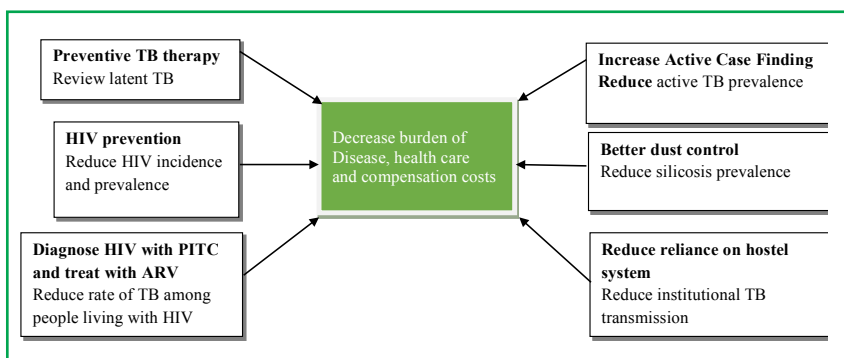 Preventive TB therapy
Review latent TB
HIV prevention
Reduce HIV incidence
and prevalence
Diagnose HIV with PITC
and treat with ARV
Reduce rate of TB among
people living with HIV
Decrease burden of
Disease, health care
and compensation costs
Increase Active Case Finding
Reduce active TB prevalence
Better dust control
Reduce silicosis prevalence
Reduce reliance on hostel
system
Reduce institutional TB
transmission